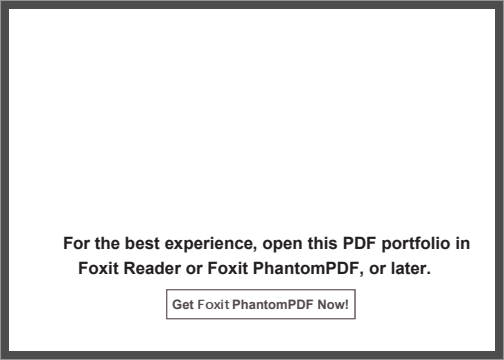 For the best experience, open this PDF portfolio in
Foxit Reader or Foxit PhantomPDF, or later.
Get Foxit PhantomPDF Now!